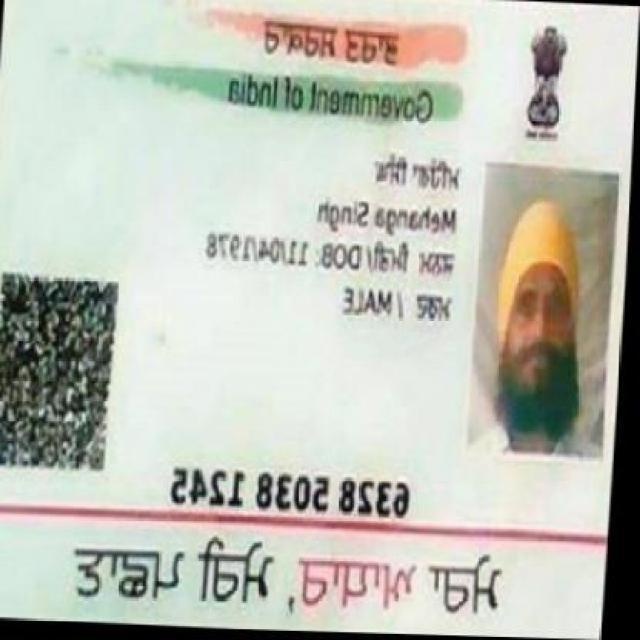 ਭਾਰਤ ਸਰਕਾਰ
Government of India
ਮਹਿੰਗਾ ਸਿੰਘ
Mehanga Singh
ਜਨਮ ਮਿਤੀ/ DOB: 11/04/1978
ਮਰਦ / MALE
6328 5038 1245
ਮੇਰਾ ਆਧਾਰ, ਮੇਰੀ ਪਛਾਣ